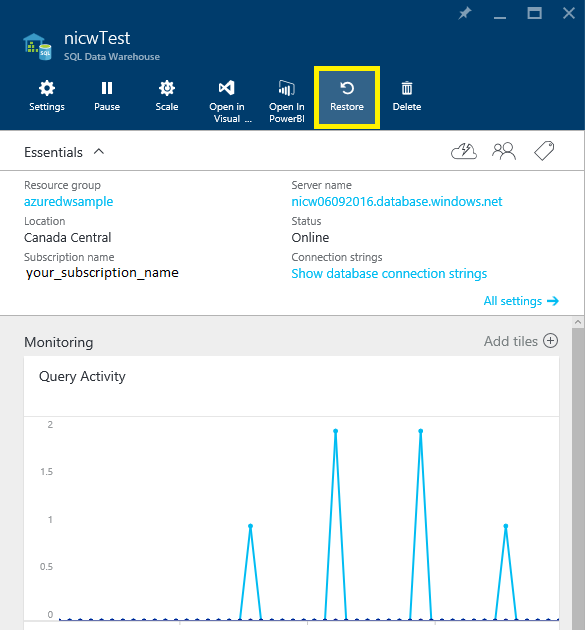 nicwTest
SQL Data Warehouse
SQL
Settings
Pause
Scale
Open in
Visual ...
Open In
PowerBI
Restore
Delete
Essentials
Resource group
azuredwsample
Server name
nicw06092016.database.windows.net
Location
Canada Central
Status
Online
Subscription name
your_subscription_name
Connection strings
Show database connection strings
All settings
Monitoring
Add tiles
Query Activity
2
1.5
1
0.5
0